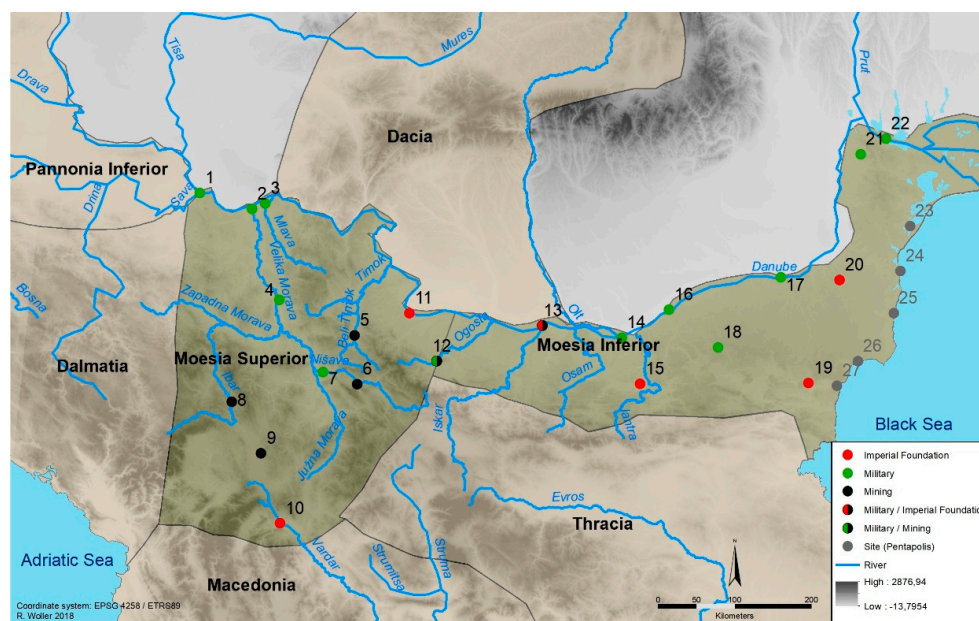 Tisa
Mures
Prut
Drava
Dacia
22
21
Pannonia Inferior
1
2
3
Sava
Drina
Mlava
23
Velika Morava
Timok
24
20
Danube
17
4
Bosna
Zapadna Morava
11
Olt
16
25
13
Beli Timok
5
Ogosta
14
Moesia Inferior
18
Dalmatia
Moesia Superior
12
26
Nišava
7
6
Osam
15
19
27
Ibar
8
Iskar
Jantra
Black Sea
9
Južna Morava
Imperial Foundation
Military
Mining
Evros
Military / Imperial Foundatio
10
Thracia
Military / Mining
Adriatic Sea
Vardar
Strumitsa
Struma
N
Site (Pentapolis)
River
Macedonia
High : 2876,94
Low : -13,7954
Coordinate system: EPSG 4258 / ETRS89
R. Woller 2018
0 50 100 200
Kilometers